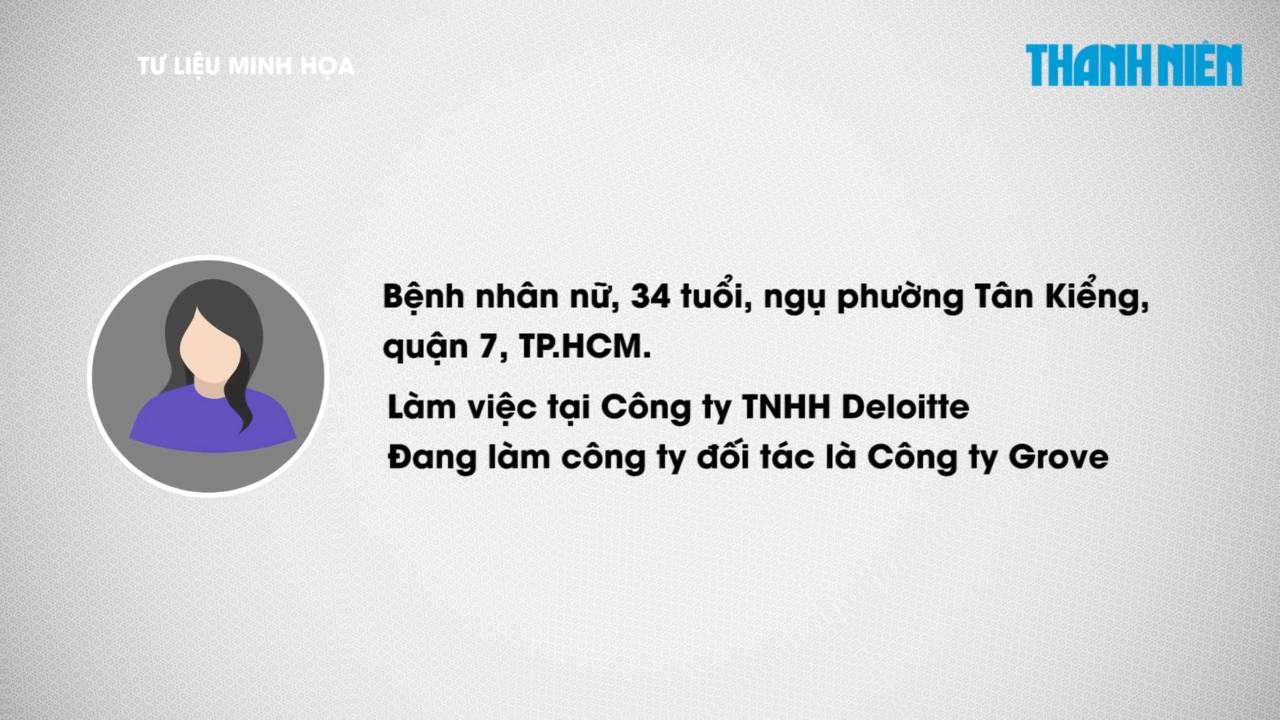 TƯ LIỆU MINH HỌA
THANH NIÊN
Bệnh nhân nữ, 34 tuổi, ngụ phường Tân Kiểng,
quận 7, TP.HCM.
Làm việc tại Công ty TNHH Deloitte
Đang làm công ty đối tác là Công ty Grove